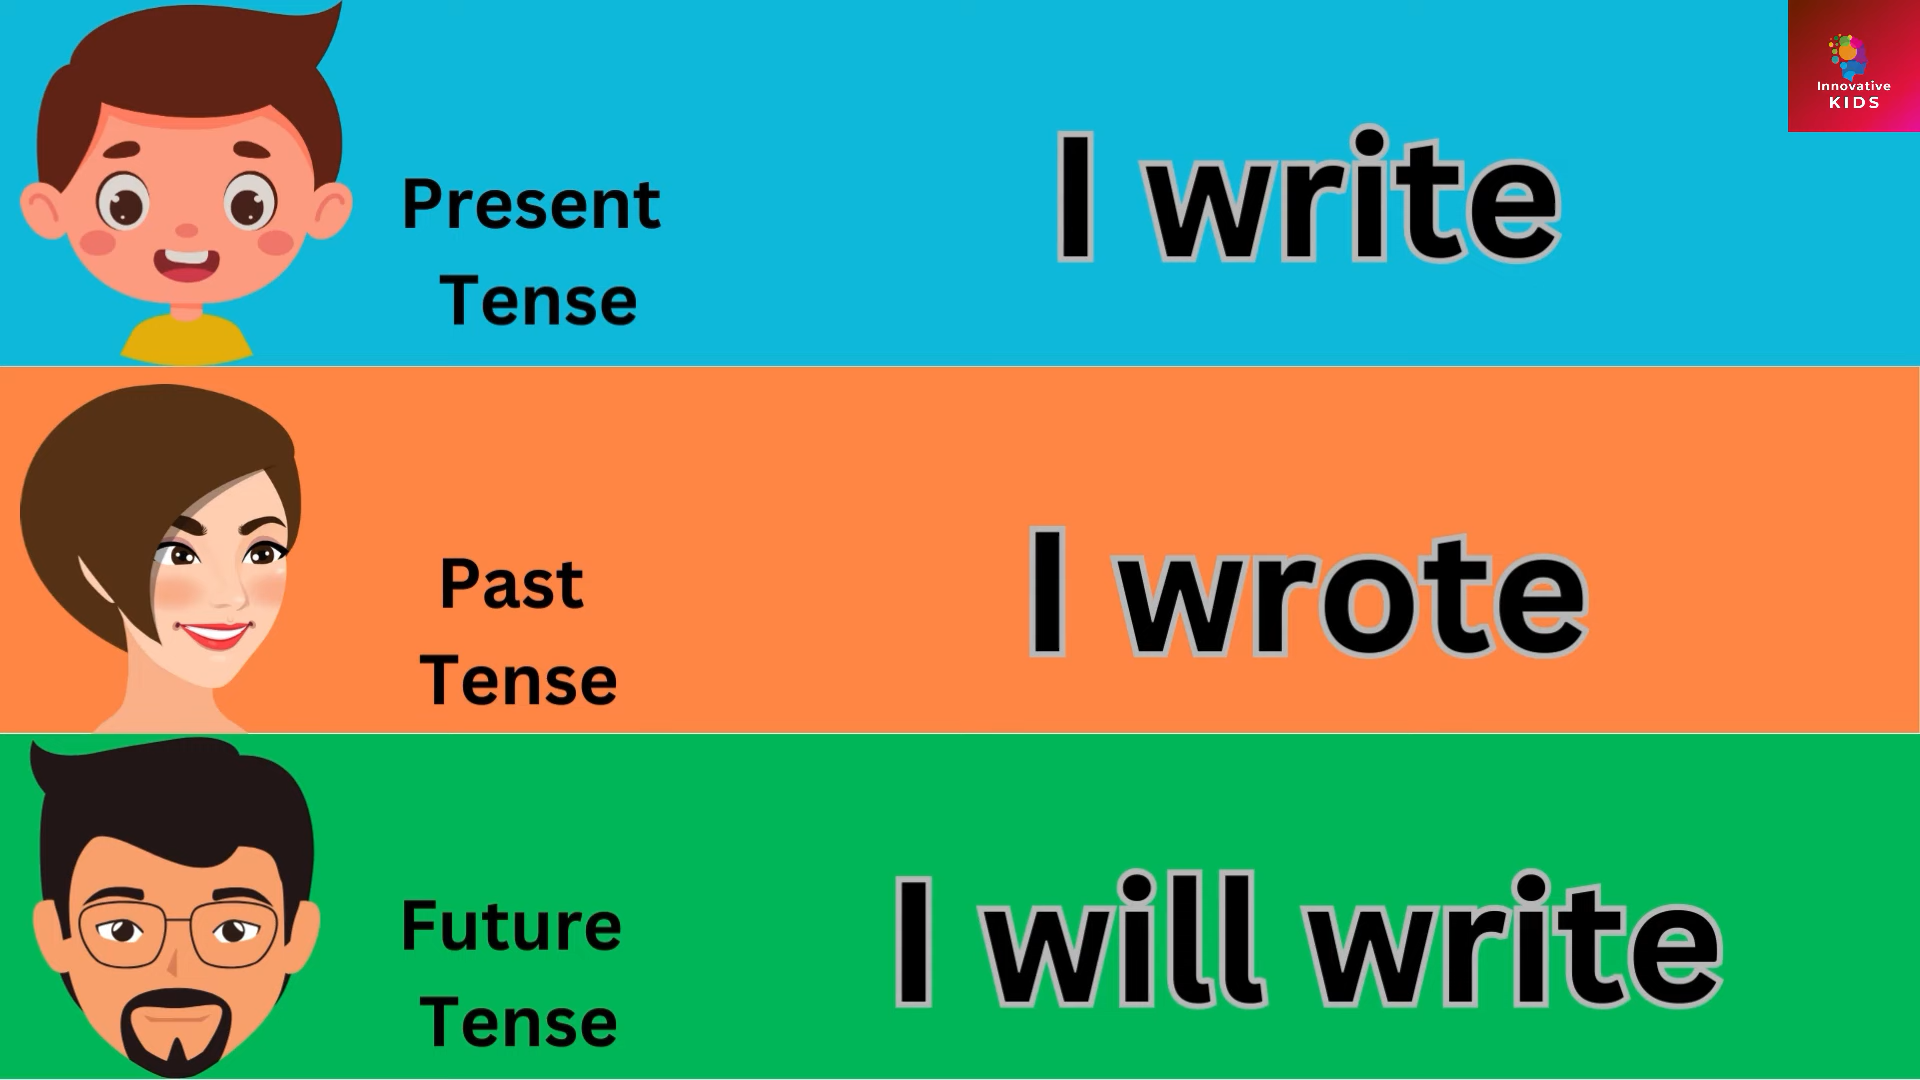 Innovative
KIDS
Present
Tense
I write
Past
Tense
I wrote
Future
Tense
I will write